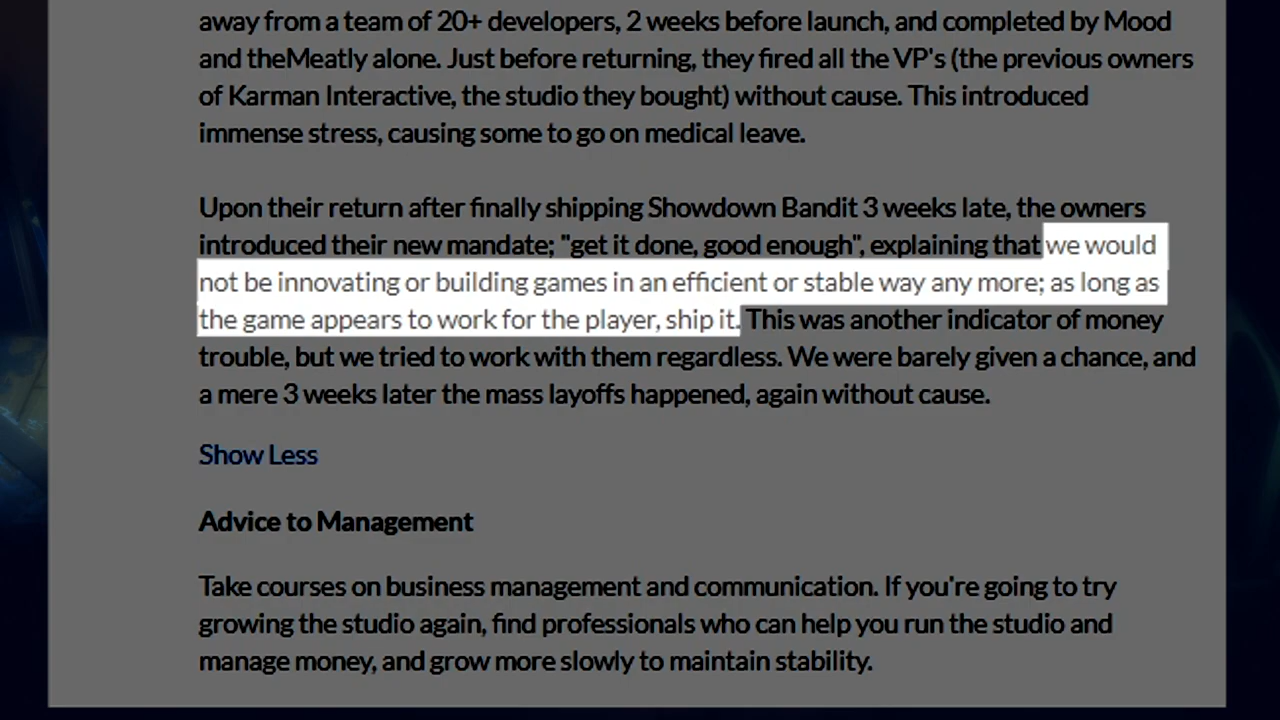 away from a team of 20+ developers, 2 weeks before launch, and completed by Mood
and theMeatly alone. Just before returning, they fired all the VP's (the previous owners
of Karman Interactive, the studio they bought) without cause. This introduced
immense stress, causing some to go on medical leave.
Upon their return after finally shipping Showdown Bandit 3 weeks late, the owners
introduced their new mandate; "get it done, good enough", explaining that we would
not be innovating or building games in an efficient or stable way any more; as long as
the game appears to work for the player, ship it. This was another indicator of money
trouble, but we tried to work with them regardless. We were barely given a chance, and
a mere 3 weeks later the mass layoffs happened, again without cause.
Show Less
Advice to Management
Take courses on business management and communication. If you're going to try
growing the studio again, find professionals who can help you run the studio and
manage money, and grow more slowly to maintain stability.